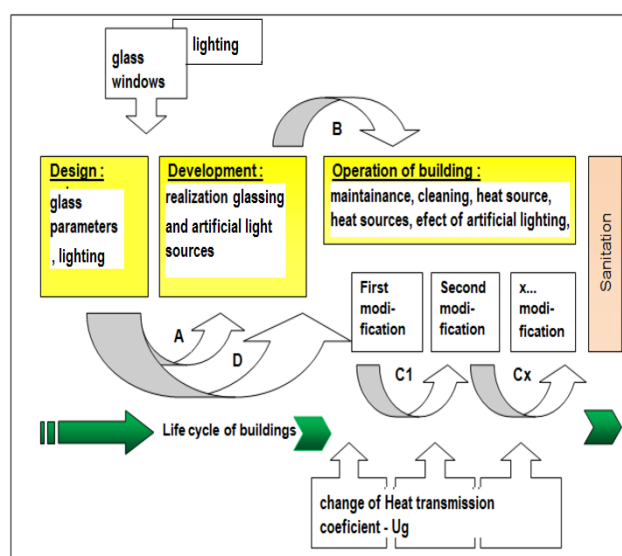 lighting
glass
windows
Design :
glass
parameters
, lighting
Development :
realization glassing
and artificial light
sources
B
Operation of building :
maintainance, cleaning, heat source,
heat sources, efect of artificial lighting,
Sanitation
First
modi-
fication
Second
modi-
fication
x...
modi-
fication
A
D
C1
Cx
Life cycle of buildings
change of Heat transmission
coeficient - Ug